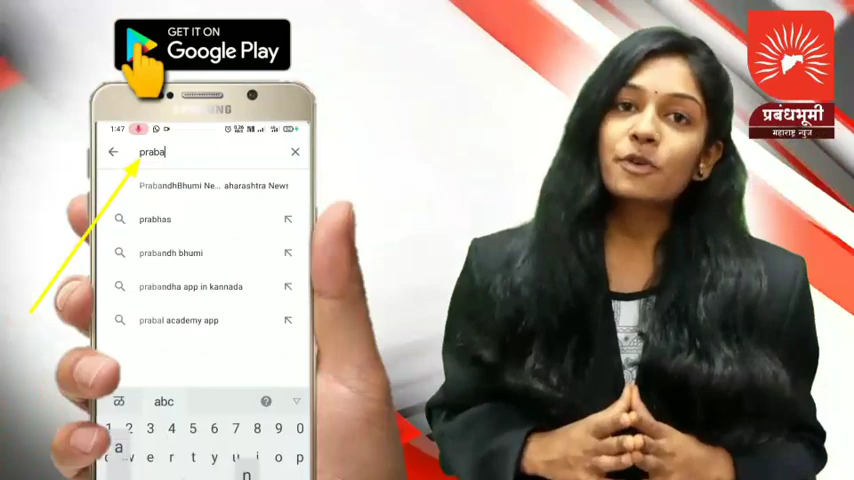 GET IT ON
Google Play
SAMSUNG
1:47
praba
PrabandhBhumi Ne... aharashtra News
prabhas
prabandh bhumi
prabandha app in kannada
prabal academy app
abc
1 2 3 4 5 6 7 8 9 0
w e r t y u i o p
a
n
प्रबंधभूमी
महाराष्ट्र न्यूज